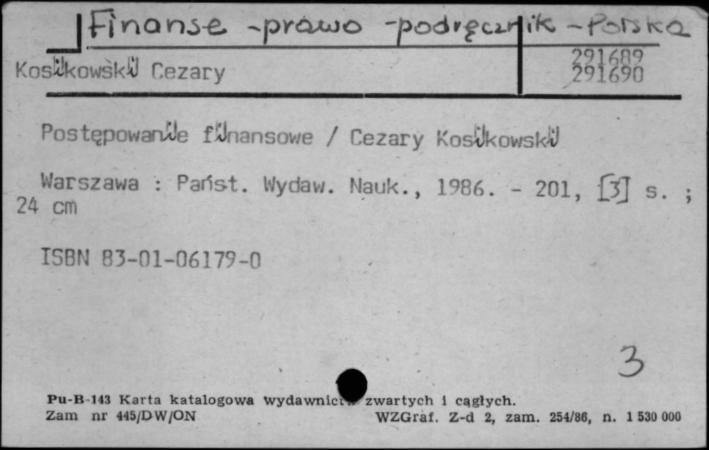 Finanse - prawo - podręcznik - Polska
291689
Kosikowski Cezary
291690
Postępowanie finansowe / Cezary Kosikowski
Warszawa : Państ. Wydaw. Nauk., 1986. - 201, [3] s. ;
24 cm
ISBN 83-01-06179-0
3
Pu-B-143 Karta katalogowa wydawnictw zwartych i ciągłych.
Zam nr 445/DW/ON WZGraf. Z-d 2, zam. 254/86, n. 1 530 000